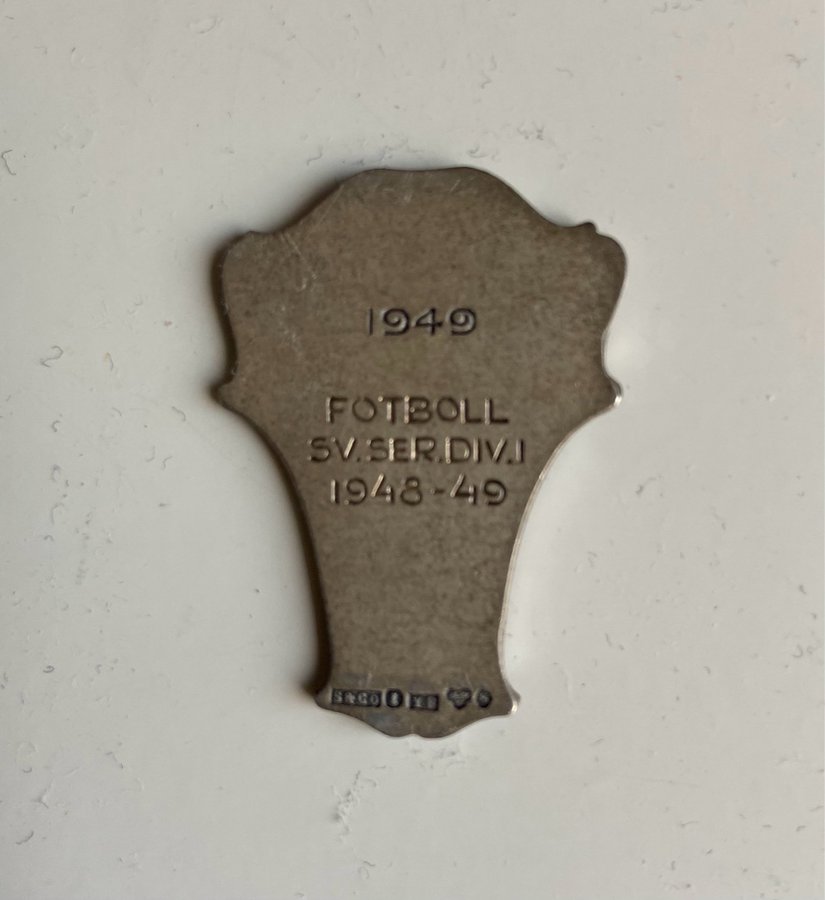 1949
FOTBOLL
SV. SER. DIV. I
1948-49